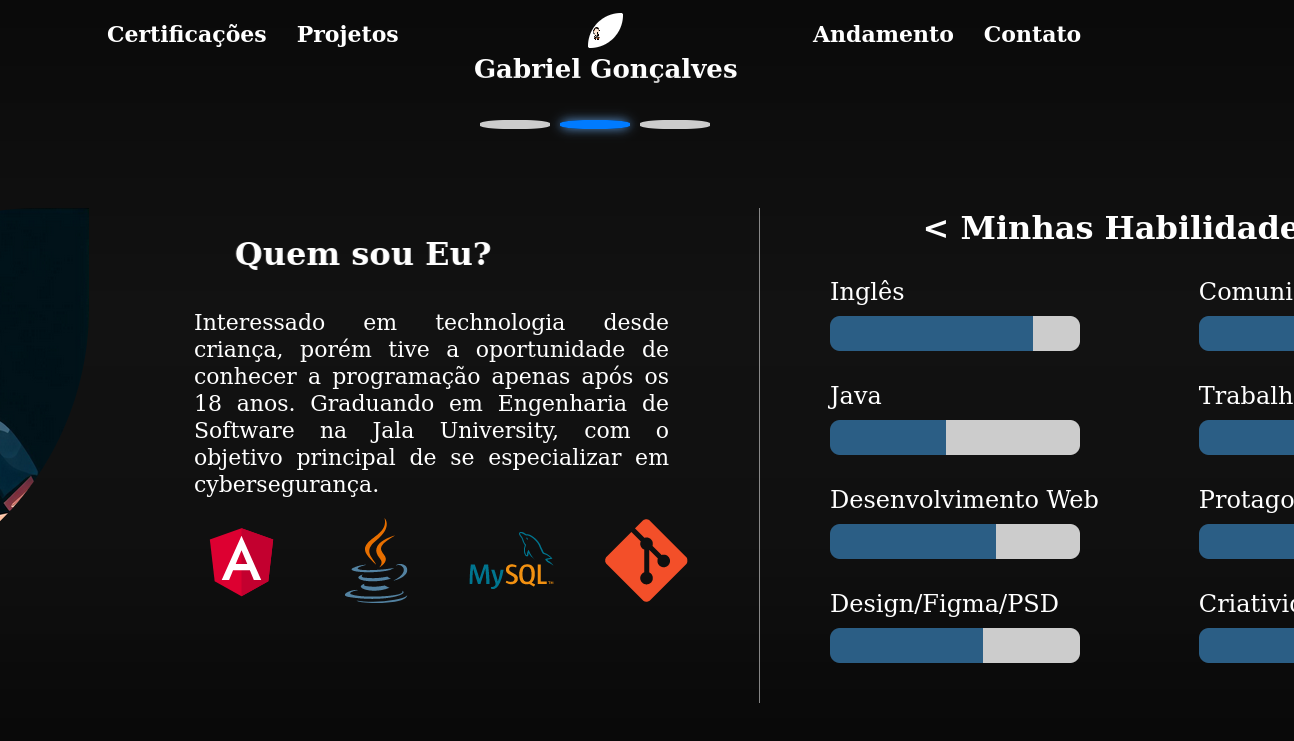 Certificações Projetos Andamento Contato
Gabriel Gonçalves
Quem sou Eu?
Interessado em technologia desde
criança, porém tive a oportunidade de
conhecer a programação apenas após os
18 anos. Graduando em Engenharia de
Software na Jala University, com o
objetivo principal de se especializar em
cybersegurança.
MySQL™
< Minhas Habilidade
Inglês
Java
Desenvolvimento Web
Design/Figma/PSD
Comuni
Trabalh
Protago
Criativi